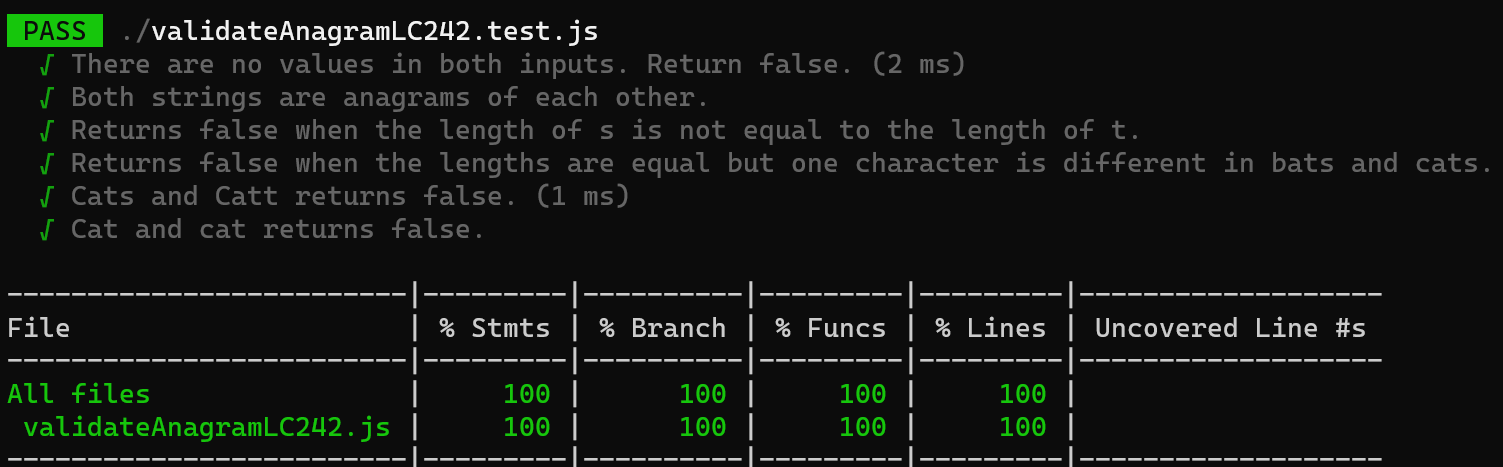 PASS ./validateAnagramLC242.test.js
√ There are no values in both inputs. Return false. (2 ms)
√ Both strings are anagrams of each other.
√ Returns false when the length of s is not equal to the length of t.
√ Returns false when the lengths are equal but one character is different in bats and cats.
√ Cats and Catt returns false. (1 ms)
√ Cat and cat returns false.
-------------------------|---------|----------|---------|---------|-------------------
File                     | % Stmts | % Branch | % Funcs | % Lines | Uncovered Line #s
-------------------------|---------|----------|---------|---------|-------------------
All files                |     100 |      100 |     100 |     100 |
 validateAnagramLC242.js |     100 |      100 |     100 |     100 |
-------------------------|---------|----------|---------|---------|-------------------